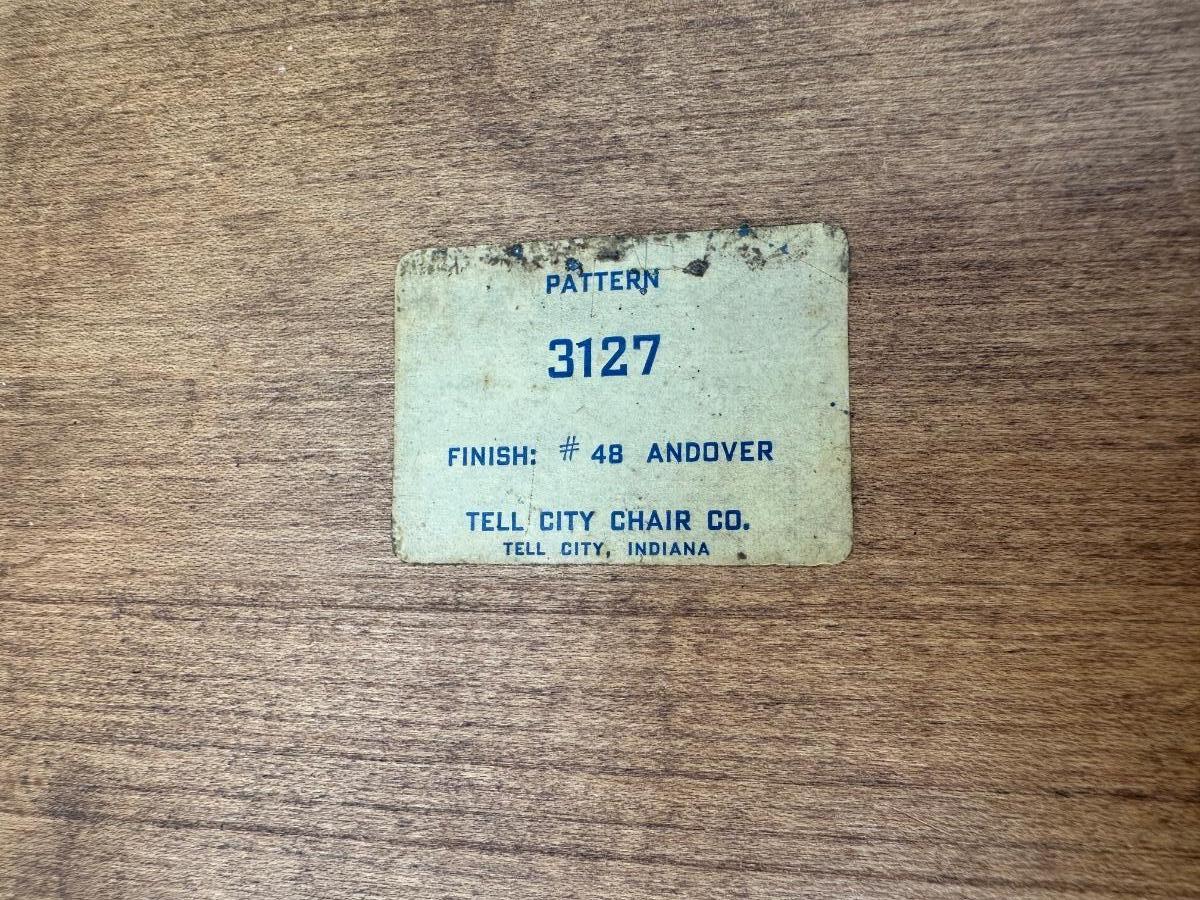 PATTERN
3127
FINISH: # 48 ANDOVER
TELL CITY CHAIR CO.
TELL CITY, INDIANA